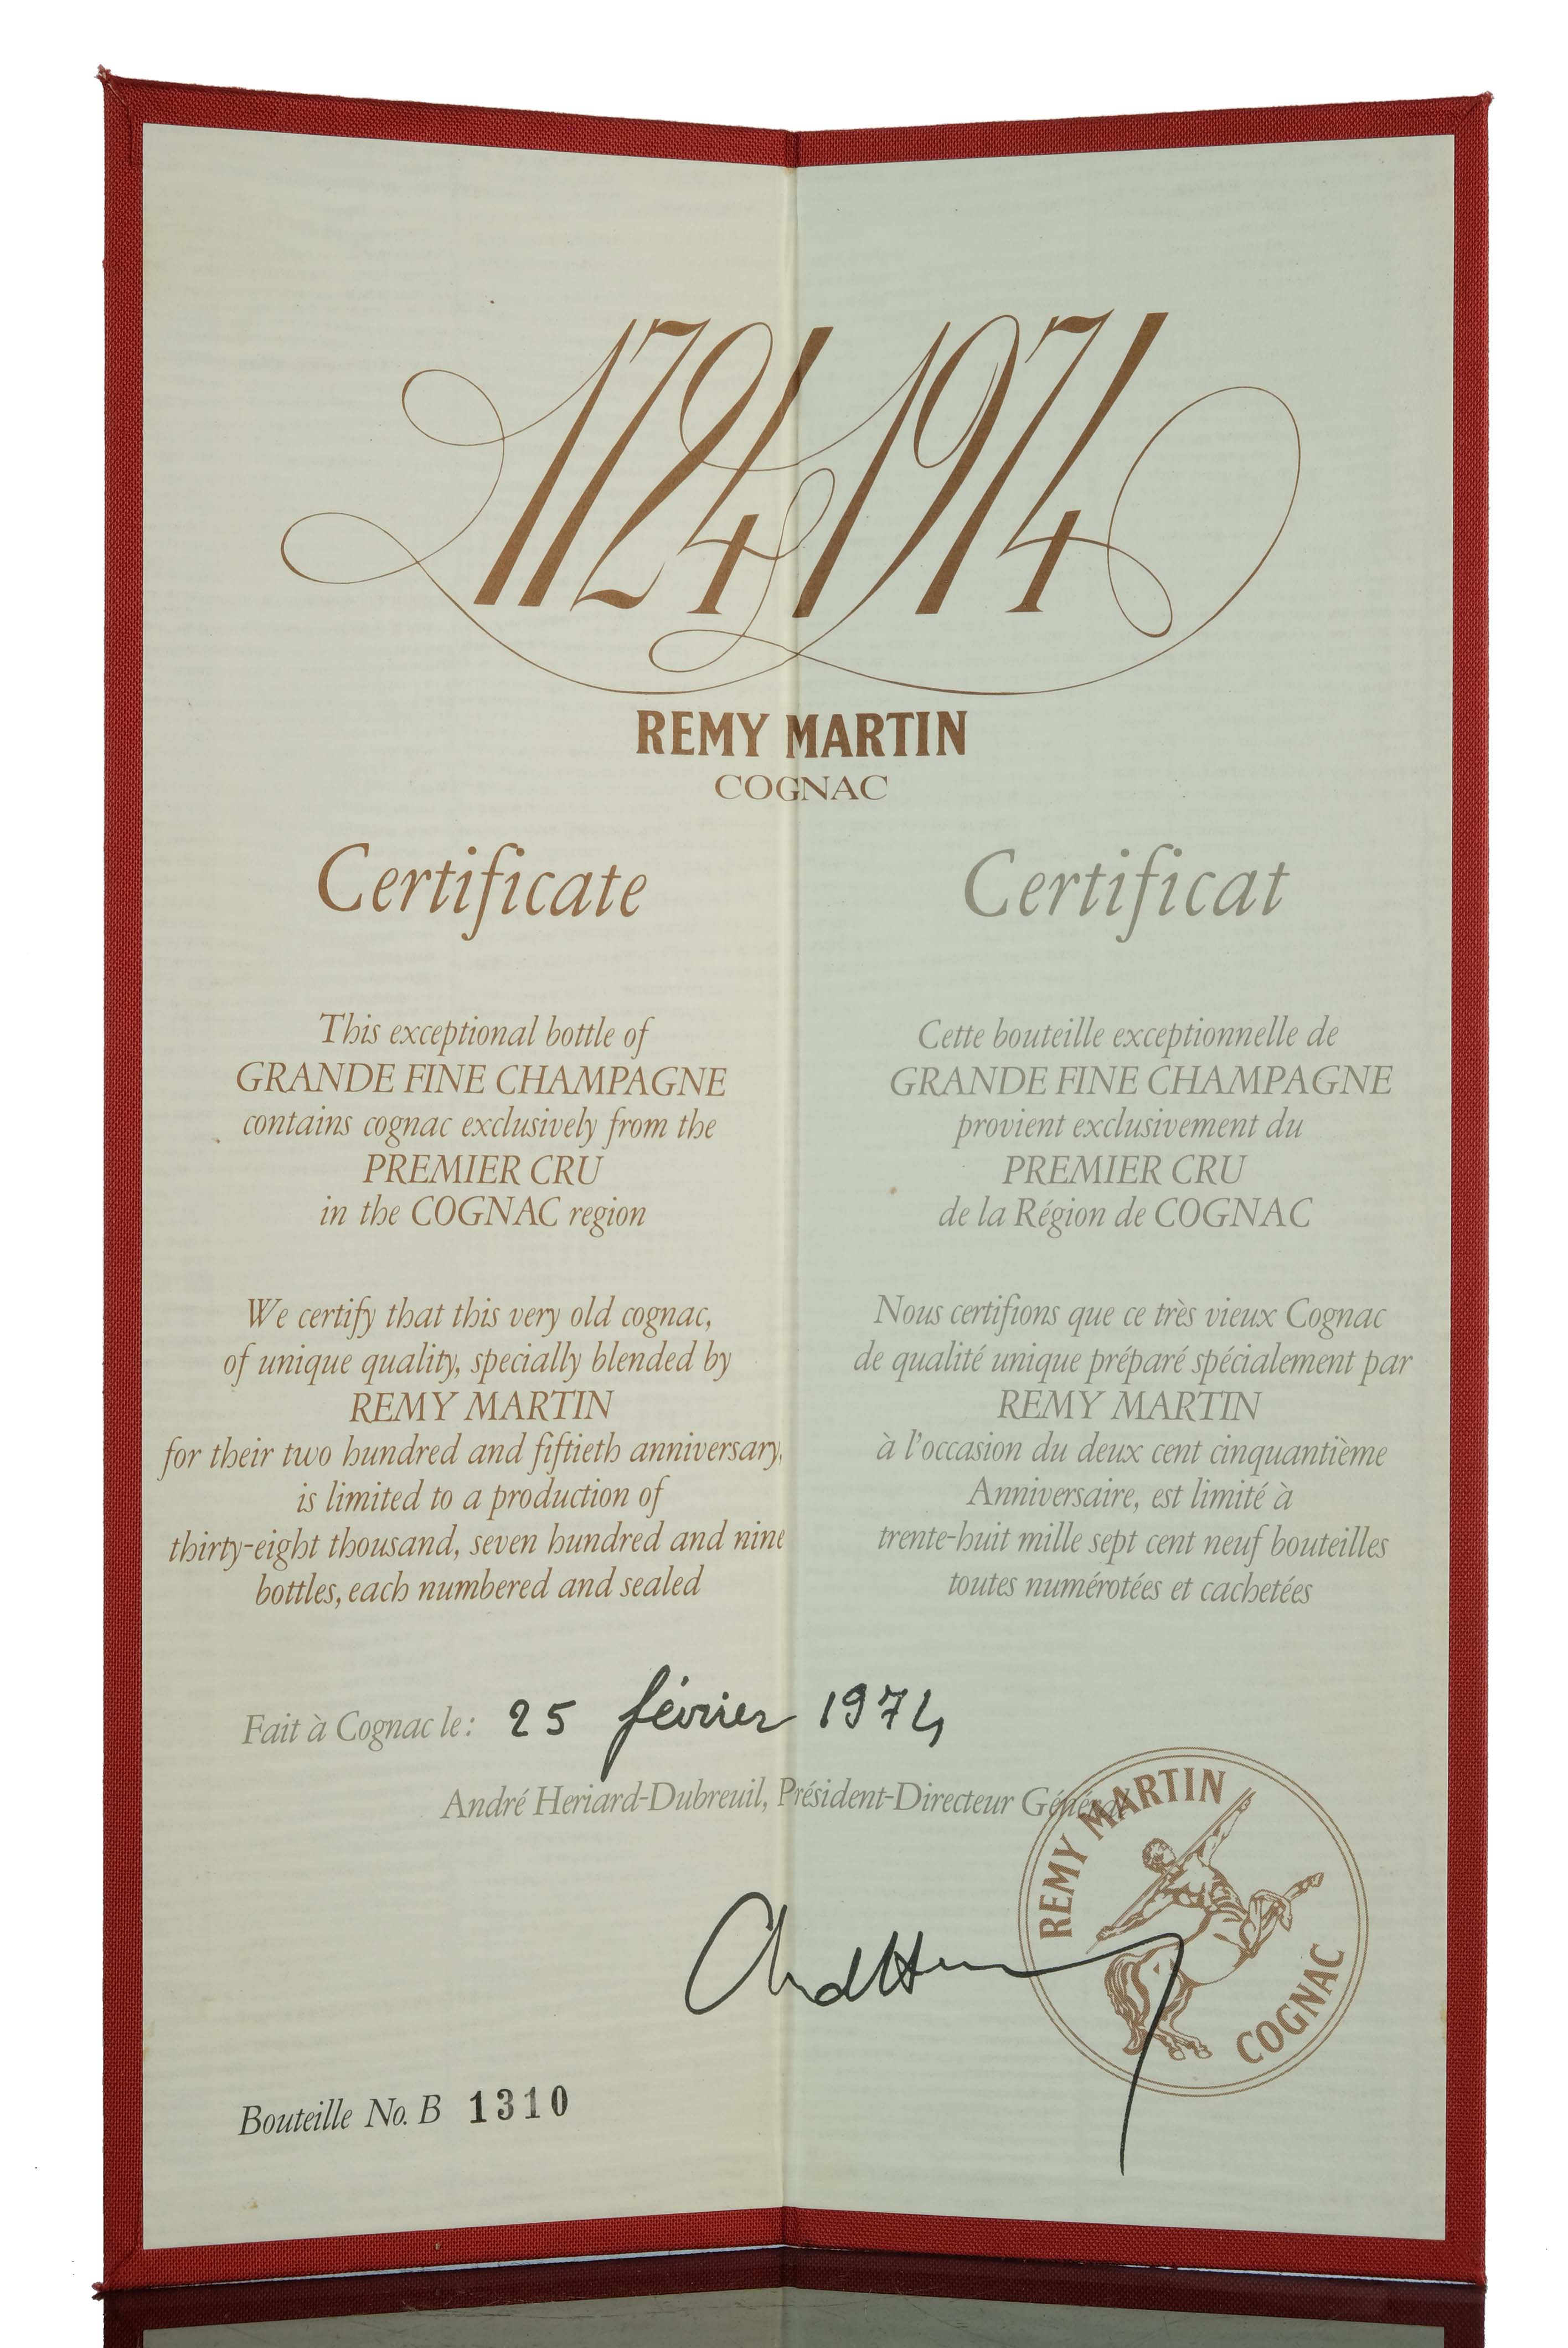 1724 1974
REMY MARTIN
COGNAC
Certificate
This exceptional bottle of
GRANDE FINE CHAMPAGNE
contains cognac exclusively from the
PREMIER CRU
in the COGNAC region
We certify that this very old cognac,
of unique quality, specially blended by
REMY MARTIN
for their two hundred and fiftieth anniversary,
is limited to a production of
thirty-eight thousand, seven hundred and nine
bottles, each numbered and sealed
Certificat
Cette bouteille exceptionnelle de
GRANDE FINE CHAMPAGNE
provient exclusivement du
PREMIER CRU
de la Région de COGNAC
Nous certifions que ce très vieux Cognac
de qualité unique préparé spécialement par
REMY MARTIN
à l'occasion du deux cent cinquantième
Anniversaire, est limité à
trente-huit mille sept cent neuf bouteilles
toutes numérotées et cachetées
Fait à Cognac le: 25 février 1974
André Heriard-Dubreuil, Président-Directeur Général
REMY MARTIN
COGNAC
Bouteille No. B 1310